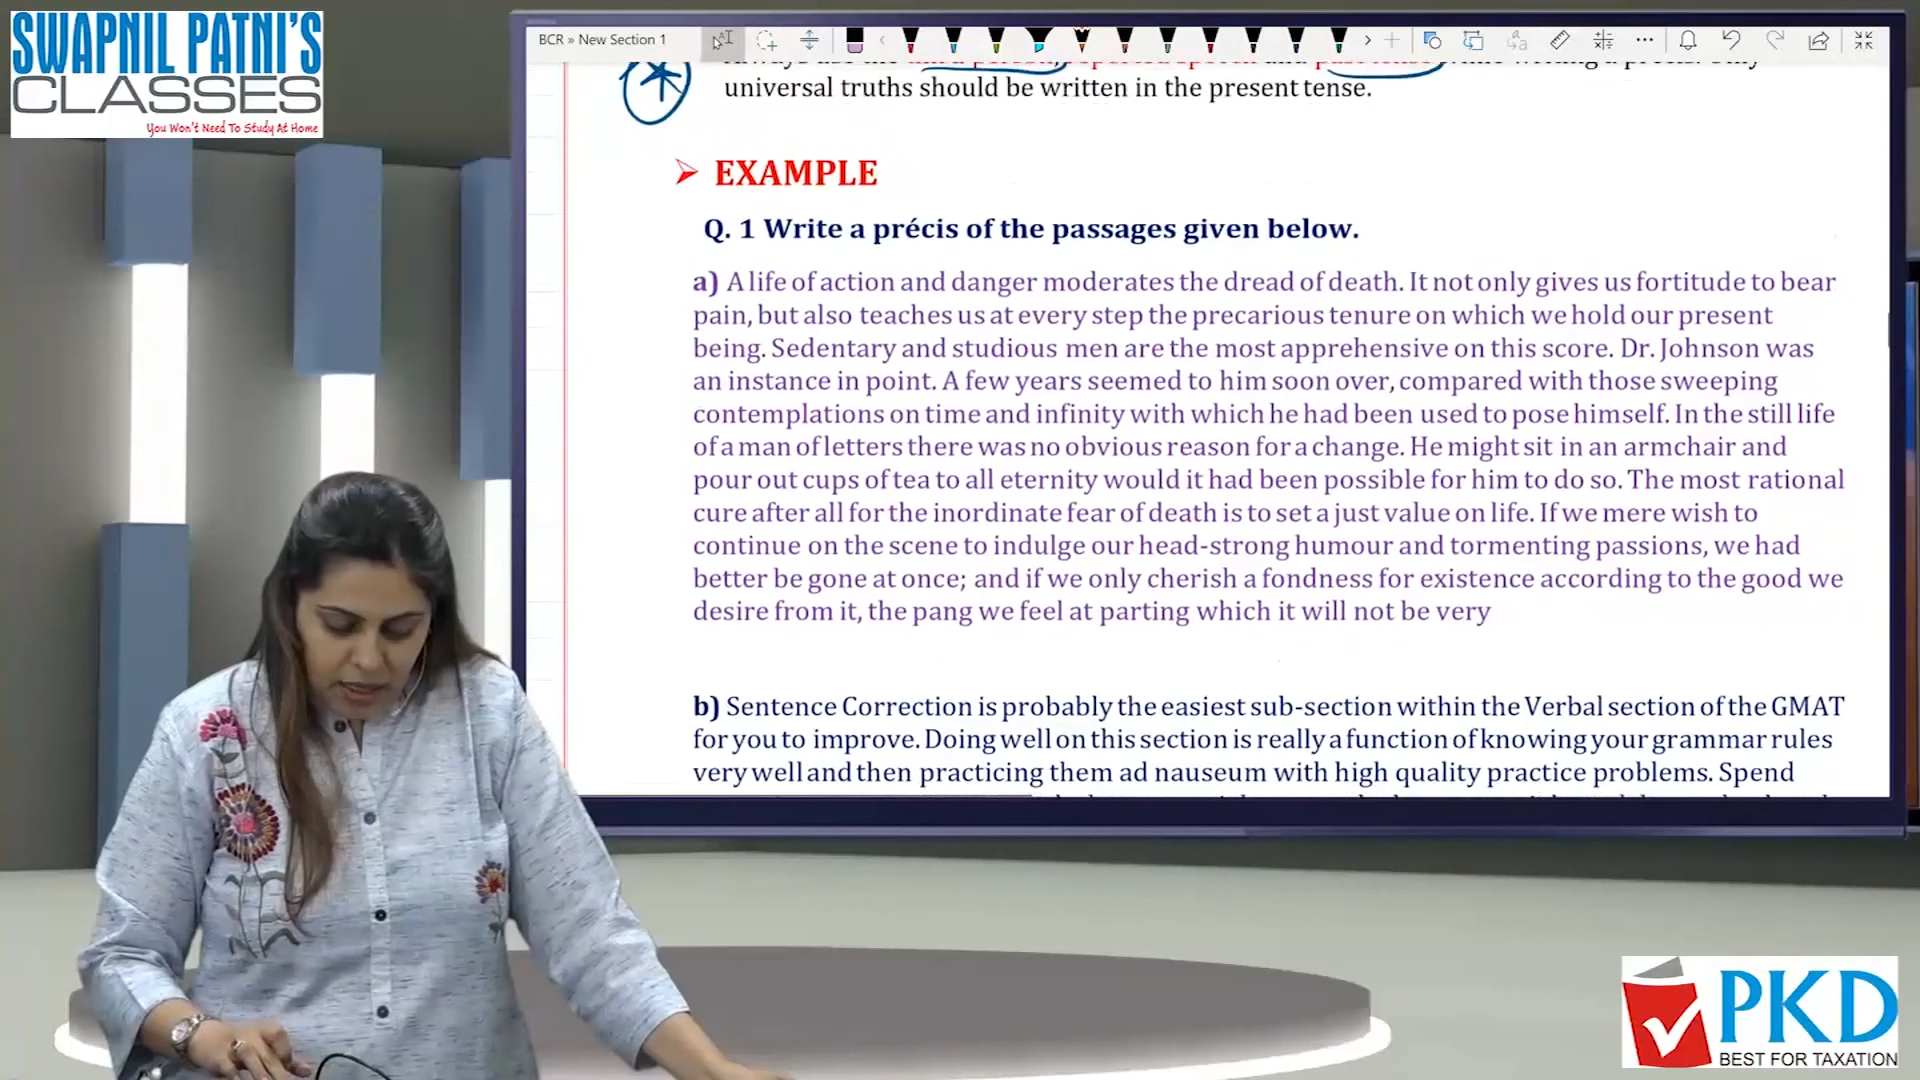 SWAPNIL PATNI'S
CLASSES
You Won't Need To Study At Home
BCR » New Section 1
universal truths should be written in the present tense.
➢ EXAMPLE
Q. 1 Write a précis of the passages given below.
a) A life of action and danger moderates the dread of death. It not only gives us fortitude to bear
pain, but also teaches us at every step the precarious tenure on which we hold our present
being. Sedentary and studious men are the most apprehensive on this score. Dr. Johnson was
an instance in point. A few years seemed to him soon over, compared with those sweeping
contemplations on time and infinity with which he had been used to pose himself. In the still life
of a man of letters there was no obvious reason for a change. He might sit in an armchair and
pour out cups of tea to all eternity would it had been possible for him to do so. The most rational
cure after all for the inordinate fear of death is to set a just value on life. If we mere wish to
continue on the scene to indulge our head-strong humour and tormenting passions, we had
better be gone at once; and if we only cherish a fondness for existence according to the good we
desire from it, the pang we feel at parting which it will not be very
b) Sentence Correction is probably the easiest sub-section within the Verbal section of the GMAT
for you to improve. Doing well on this section is really a function of knowing your grammar rules
very well and then practicing them ad nauseum with high quality practice problems. Spend
PKD
BEST FOR TAXATION